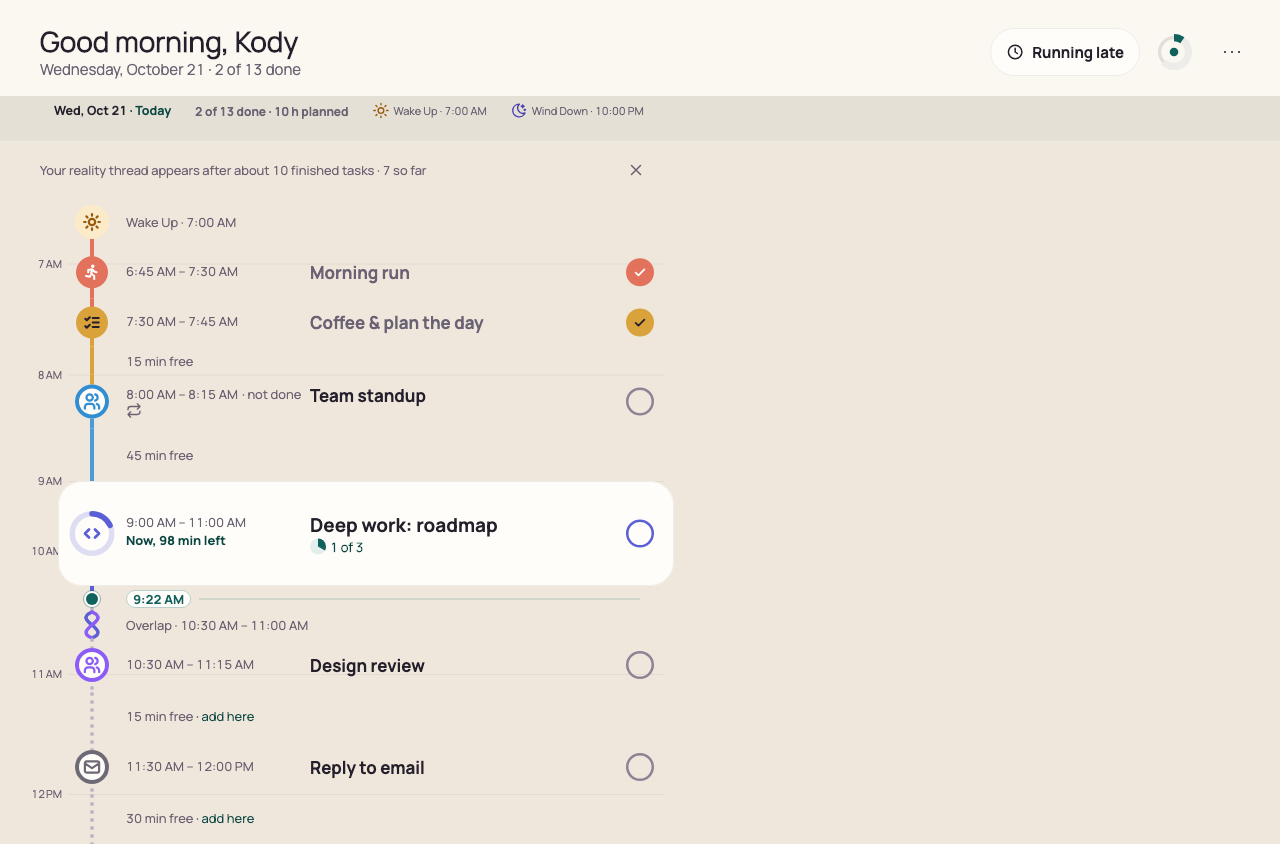 Good morning, Kody
Wednesday, October 21 · 2 of 13 done
Running late
Wed, Oct 21 · Today
2 of 13 done · 10 h planned
Wake Up · 7:00 AM
Wind Down · 10:00 PM
Your reality thread appears after about 10 finished tasks · 7 so far
Wake Up · 7:00 AM
7 AM
6:45 AM – 7:30 AM
Morning run
7:30 AM – 7:45 AM
Coffee & plan the day
15 min free
8 AM
8:00 AM – 8:15 AM · not done
Team standup
45 min free
9 AM
9:00 AM – 11:00 AM
Deep work: roadmap
Now, 98 min left
1 of 3
10 AM
9:22 AM
Overlap · 10:30 AM – 11:00 AM
10:30 AM – 11:15 AM
Design review
11 AM
15 min free · add here
11:30 AM – 12:00 PM
Reply to email
12 PM
30 min free · add here